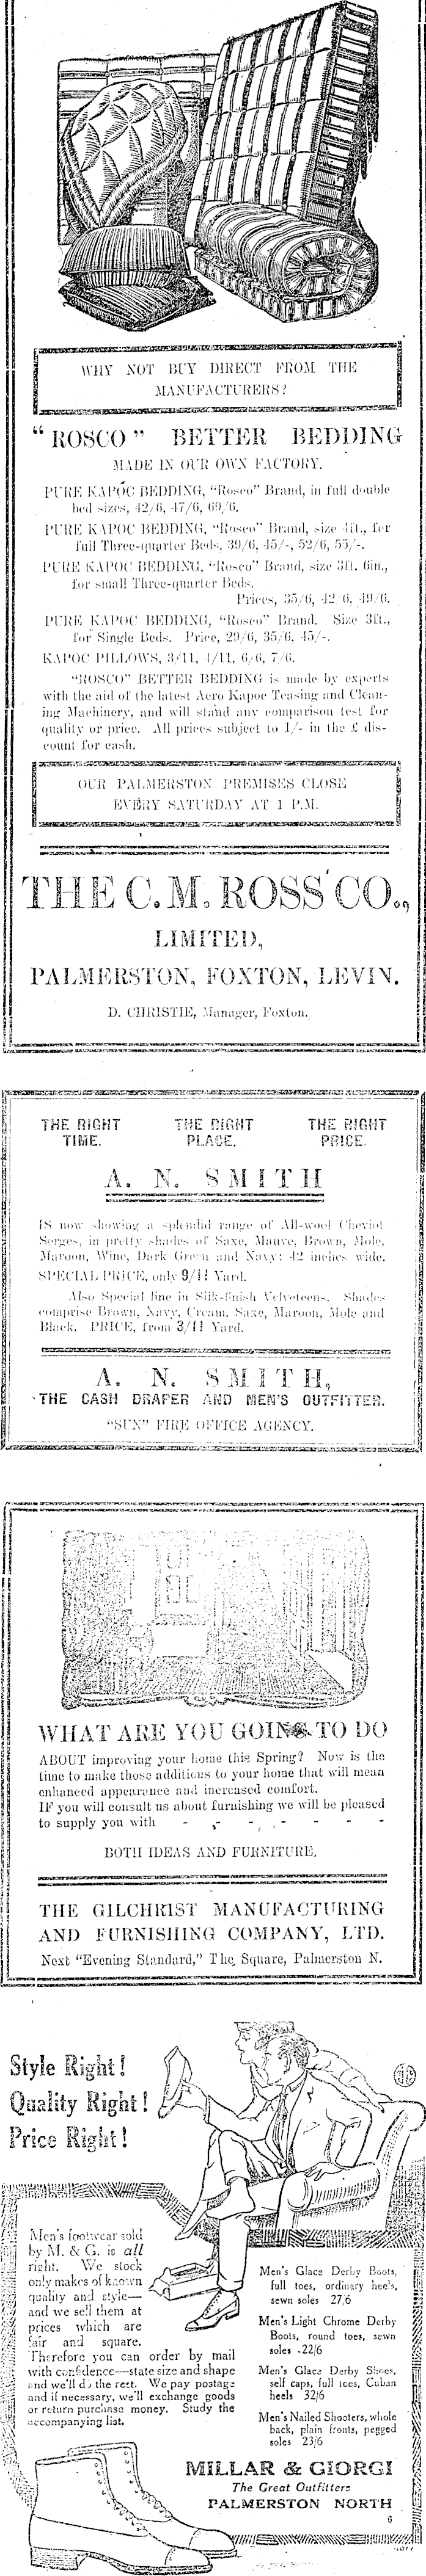 WHY NOT BUY DIRECT FROM THE
MANUFACTURERS?
"ROSCO" BETTER BEDDING
MADE IN OUR OWN FACTORY.
PURE KAPOC BEDDING, "Rosco" Brand, in full double
bed sizes, 42/6, 47/6, 69/6.
PURE KAPOC BEDDING, "Rosco" Brand, size 4ft., for
full Three-quarter Beds, 39/6, 45/-, 52/6, 55/-.
PURE KAPOC BEDDING, "Rosco" Brand, size 3ft. 6in.,
for small Three-quarter Beds.
Prices, 35/6, 42/6, 49/6.
PURE KAPOC BEDDING, "Rosco" Brand. Size 3ft.,
for Single Beds. Price, 29/6, 35/6, 45/-.
KAPOC PILLOWS, 3/11, 4/11, 6/6, 7/6.
"ROSCO" BETTER BEDDING is made by experts
with the aid of the latest Aero Kapoc Teasing and Clean-
ing Machinery, and will stand any comparison test for
quality or price. All prices subject to 1/- in the £ dis-
count for cash.
OUR PALMERSTON PREMISES CLOSE
EVERY SATURDAY AT 1 P.M.
THE C. M. ROSS CO.,
LIMITED,
PALMERSTON, FOXTON, LEVIN.
D. CHRISTIE, Manager, Foxton.
THE RIGHT TIME.
THE RIGHT PLACE.
THE RIGHT PRICE.
A. N. SMITH
IS now showing a splendid range of All-wool Cheviot
Serges, in pretty shades of Saxe, Mauve, Brown, Mole,
Maroon, Wine, Dark Green and Navy; 42 inches wide.
SPECIAL PRICE, only 9/11 Yard.
Also Special line in Silk-finish Velveteens. Shades
comprise Brown, Navy, Cream, Saxe, Maroon, Mole and
Black. PRICE, from 3/11 Yard.
A. N. SMITH,
THE CASH DRAPER AND MEN'S OUTFITTER.
"SUN" FIRE OFFICE AGENCY.
WHAT ARE YOU GOING TO DO
ABOUT improving your home this Spring? Now is the
time to make those additions to your home that will mean
enhanced appearance and increased comfort.
IF you will consult us about furnishing we will be pleased
to supply you with - - - - - - -
BOTH IDEAS AND FURNITURE.
THE GILCHRIST MANUFACTURING
AND FURNISHING COMPANY, LTD.
Next "Evening Standard," The Square, Palmerston N.
Style Right!
Quality Right!
Price Right!
Men's footwear sold
by M. & G. is all
right. We stock
only makes of known
quality and style—
and we sell them at
prices which are
fair and square.
Therefore you can order by mail
with confidence—state size and shape
and we'll do the rest. We pay postage
and if necessary, we'll exchange goods
or return purchase money. Study the
accompanying list.
Men's Glace Derby Boots,
full toes, ordinary heels,
sewn soles 27/6
Men's Light Chrome Derby
Boots, round toes, sewn
soles - 22/6
Men's Glace Derby Shoes,
self caps, full toes, Cuban
heels 32/6
Men's Nailed Shooters, whole
back, plain fronts, pegged
soles 23/6
MILLAR & GIORGI
The Great Outfitters
PALMERSTON NORTH
6